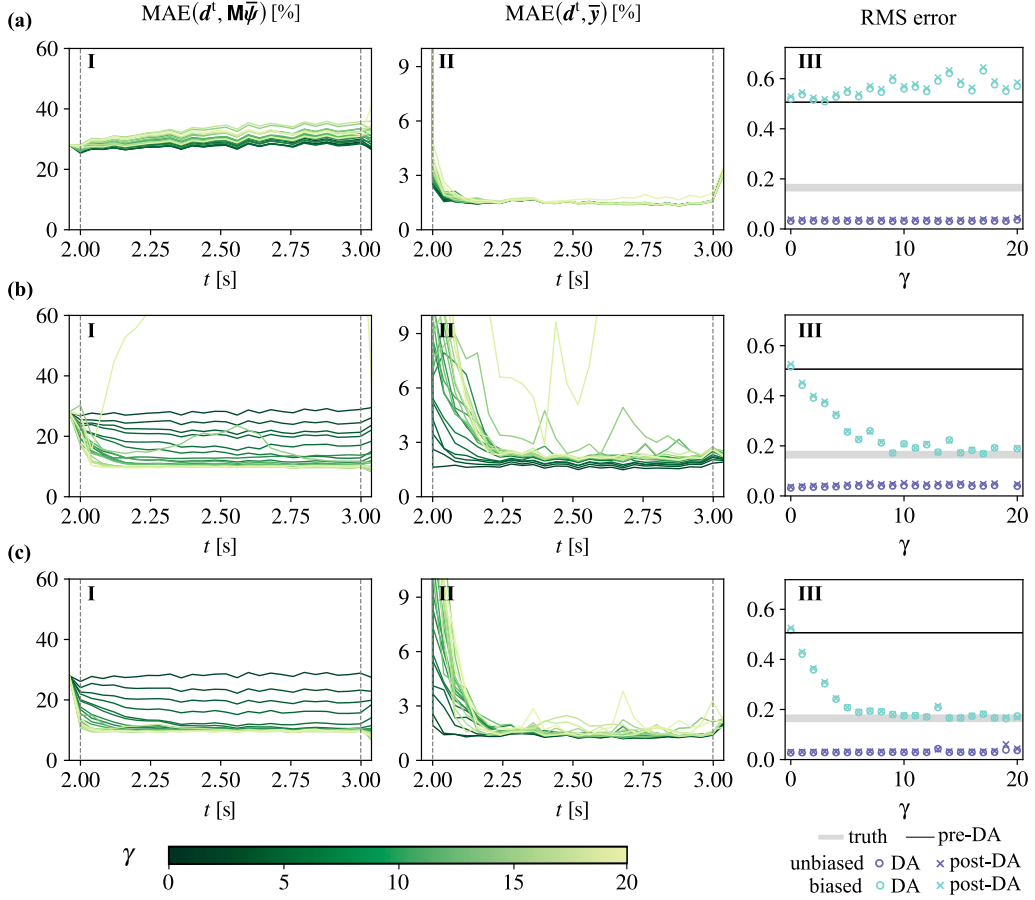 MAE(dᵗ, Mψ̅) [%]
MAE(dᵗ, y̅) [%]
RMS error
(a)
I
60
40
20
0
2.00 2.25 2.50 2.75 3.00
t [s]
II
9
6
3
0
2.00 2.25 2.50 2.75 3.00
t [s]
III
0.6
0.4
0.2
0.0
0 10 20
γ
(b)
I
60
40
20
0
2.00 2.25 2.50 2.75 3.00
t [s]
II
9
6
3
0
2.00 2.25 2.50 2.75 3.00
t [s]
III
0.6
0.4
0.2
0.0
0 10 20
γ
(c)
I
60
40
20
0
2.00 2.25 2.50 2.75 3.00
t [s]
II
9
6
3
0
2.00 2.25 2.50 2.75 3.00
t [s]
III
0.6
0.4
0.2
0.0
0 10 20
γ
γ
0 5 10 15 20
truth pre-DA
unbiased DA post-DA
biased DA post-DA